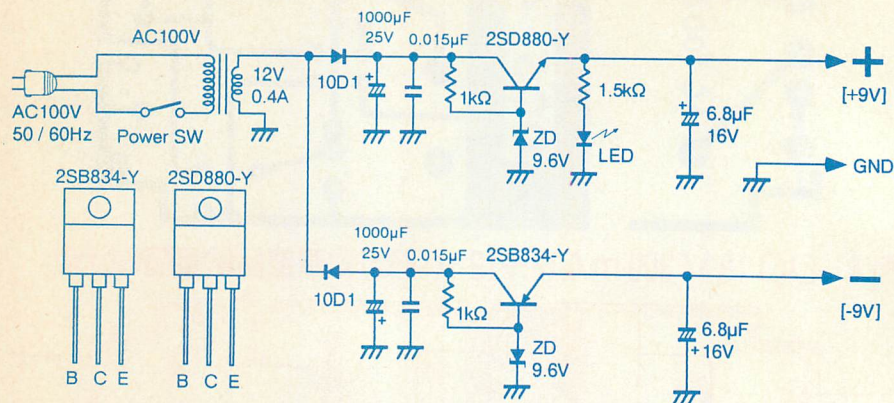 AC100V
AC100V
50 / 60Hz
Power SW
12V
0.4A
10D1
1000µF
25V
+
0.015µF
1kΩ
2SD880-Y
ZD
9.6V
1.5kΩ
LED
+
6.8µF
16V
+
[+9V]
GND
2SB834-Y
B C E
2SD880-Y
B C E
10D1
1000µF
25V
+
0.015µF
1kΩ
2SB834-Y
ZD
9.6V
6.8µF
+
16V
−
[-9V]